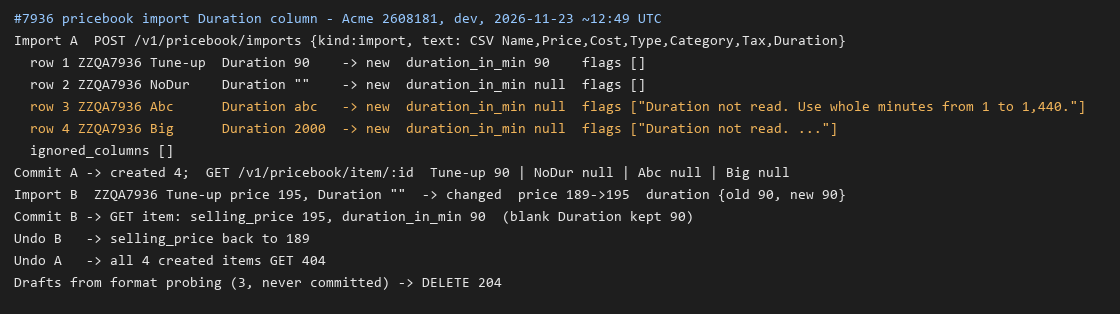 #7936 pricebook import Duration column - Acme 2608181, dev, 2026-11-23 ~12:49 UTC
Import A  POST /v1/pricebook/imports {kind:import, text: CSV Name,Price,Cost,Type,Category,Tax,Duration}
  row 1 ZZQA7936 Tune-up  Duration 90    -> new  duration_in_min 90    flags []
  row 2 ZZQA7936 NoDur    Duration ""    -> new  duration_in_min null  flags []
  row 3 ZZQA7936 Abc      Duration abc   -> new  duration_in_min null  flags ["Duration not read. Use whole minutes from 1 to 1,440."]
  row 4 ZZQA7936 Big      Duration 2000  -> new  duration_in_min null  flags ["Duration not read. ..."]
  ignored_columns []
Commit A -> created 4;  GET /v1/pricebook/item/:id  Tune-up 90 | NoDur null | Abc null | Big null
Import B  ZZQA7936 Tune-up price 195, Duration ""  -> changed  price 189->195  duration {old 90, new 90}
Commit B -> GET item: selling_price 195, duration_in_min 90  (blank Duration kept 90)
Undo B   -> selling_price back to 189
Undo A   -> all 4 created items GET 404
Drafts from format probing (3, never committed) -> DELETE 204